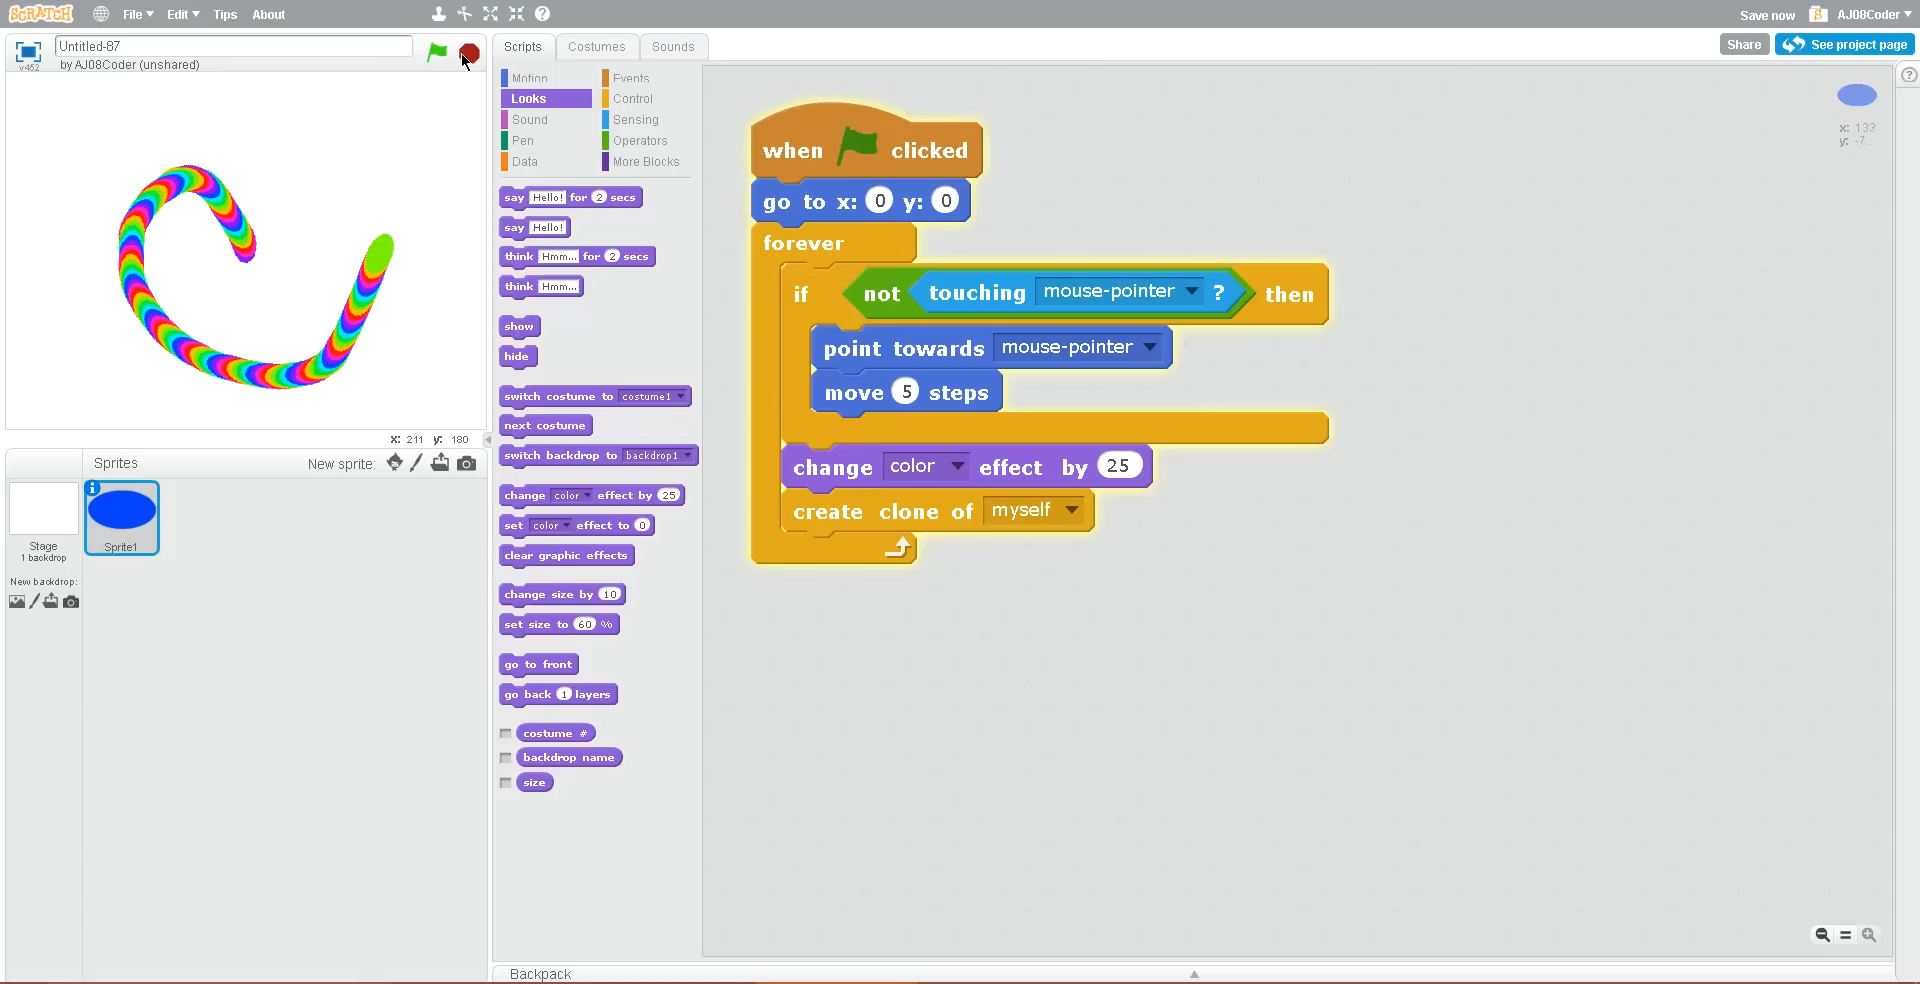 SCRATCH File Edit Tips About Save now AJ08Coder
Untitled-87
by AJ08Coder (unshared)
v452
Scripts Costumes Sounds
Share See project page
Motion Events
Looks Control
Sound Sensing
Pen Operators
Data More Blocks
say Hello! for 2 secs
say Hello!
think Hmm... for 2 secs
think Hmm...
show
hide
switch costume to costume1
next costume
switch backdrop to backdrop1
change color effect by 25
set color effect to 0
clear graphic effects
change size by 10
set size to 60 %
go to front
go back 1 layers
costume #
backdrop name
size
when clicked
go to x: 0 y: 0
forever
if not touching mouse-pointer ? then
point towards mouse-pointer
move 5 steps
change color effect by 25
create clone of myself
x: 133
y: -7
x: 211 y: 180
Sprites New sprite:
Stage
1 backdrop
New backdrop:
Sprite1
Backpack